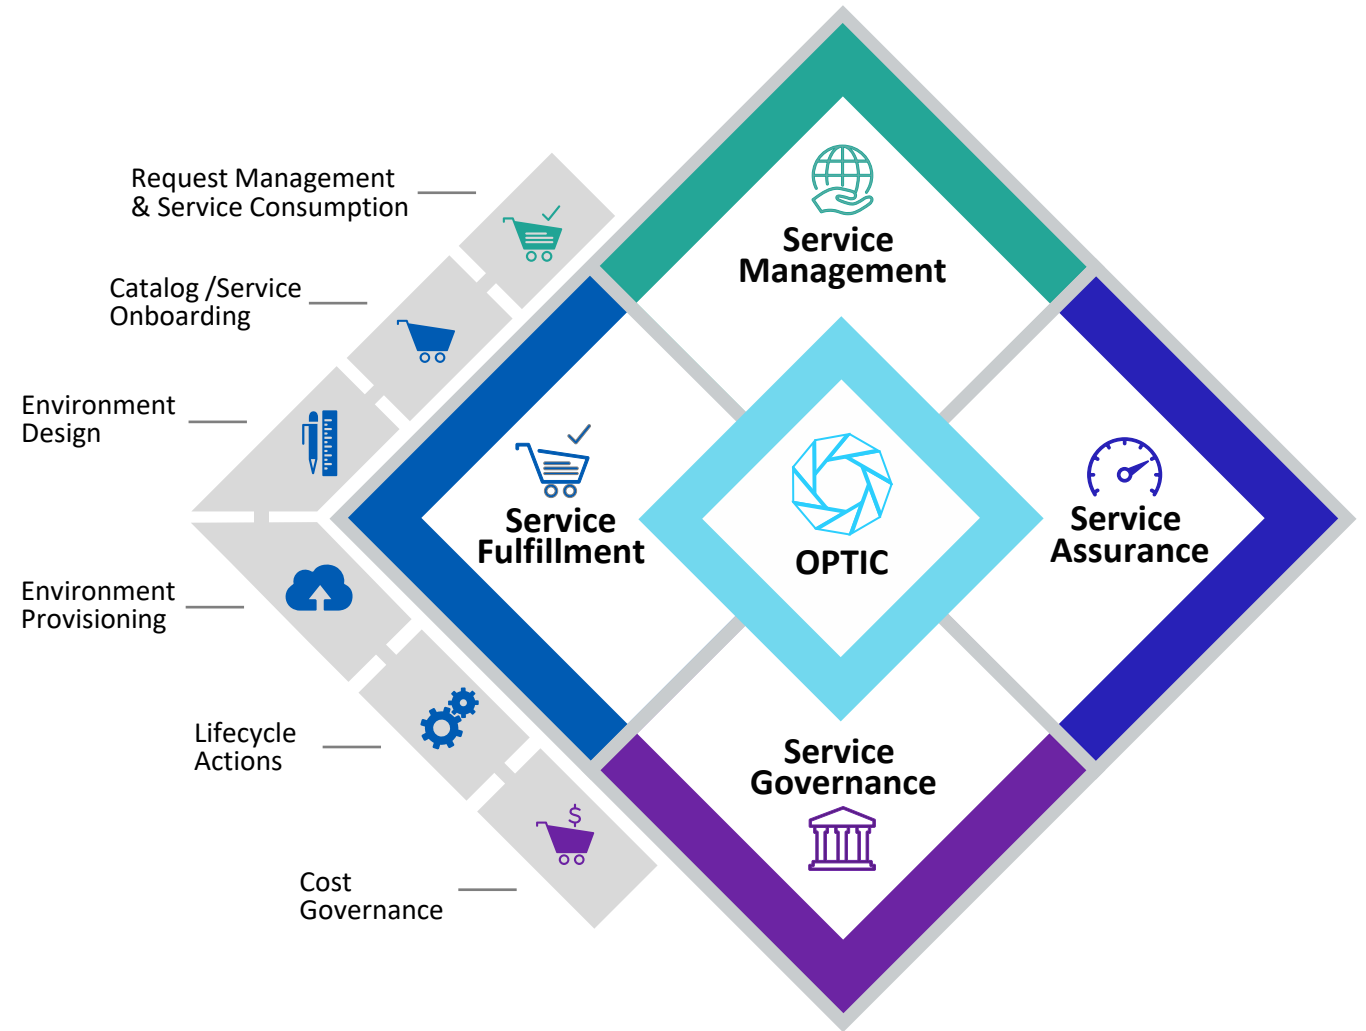 Request Management
& Service Consumption
Catalog /Service
Onboarding
Environment
Design
Environment
Provisioning
Lifecycle
Actions
$
Cost
Governance
Service
Management
Service
Fulfillment
OPTIC
Service
Assurance
Service
Governance